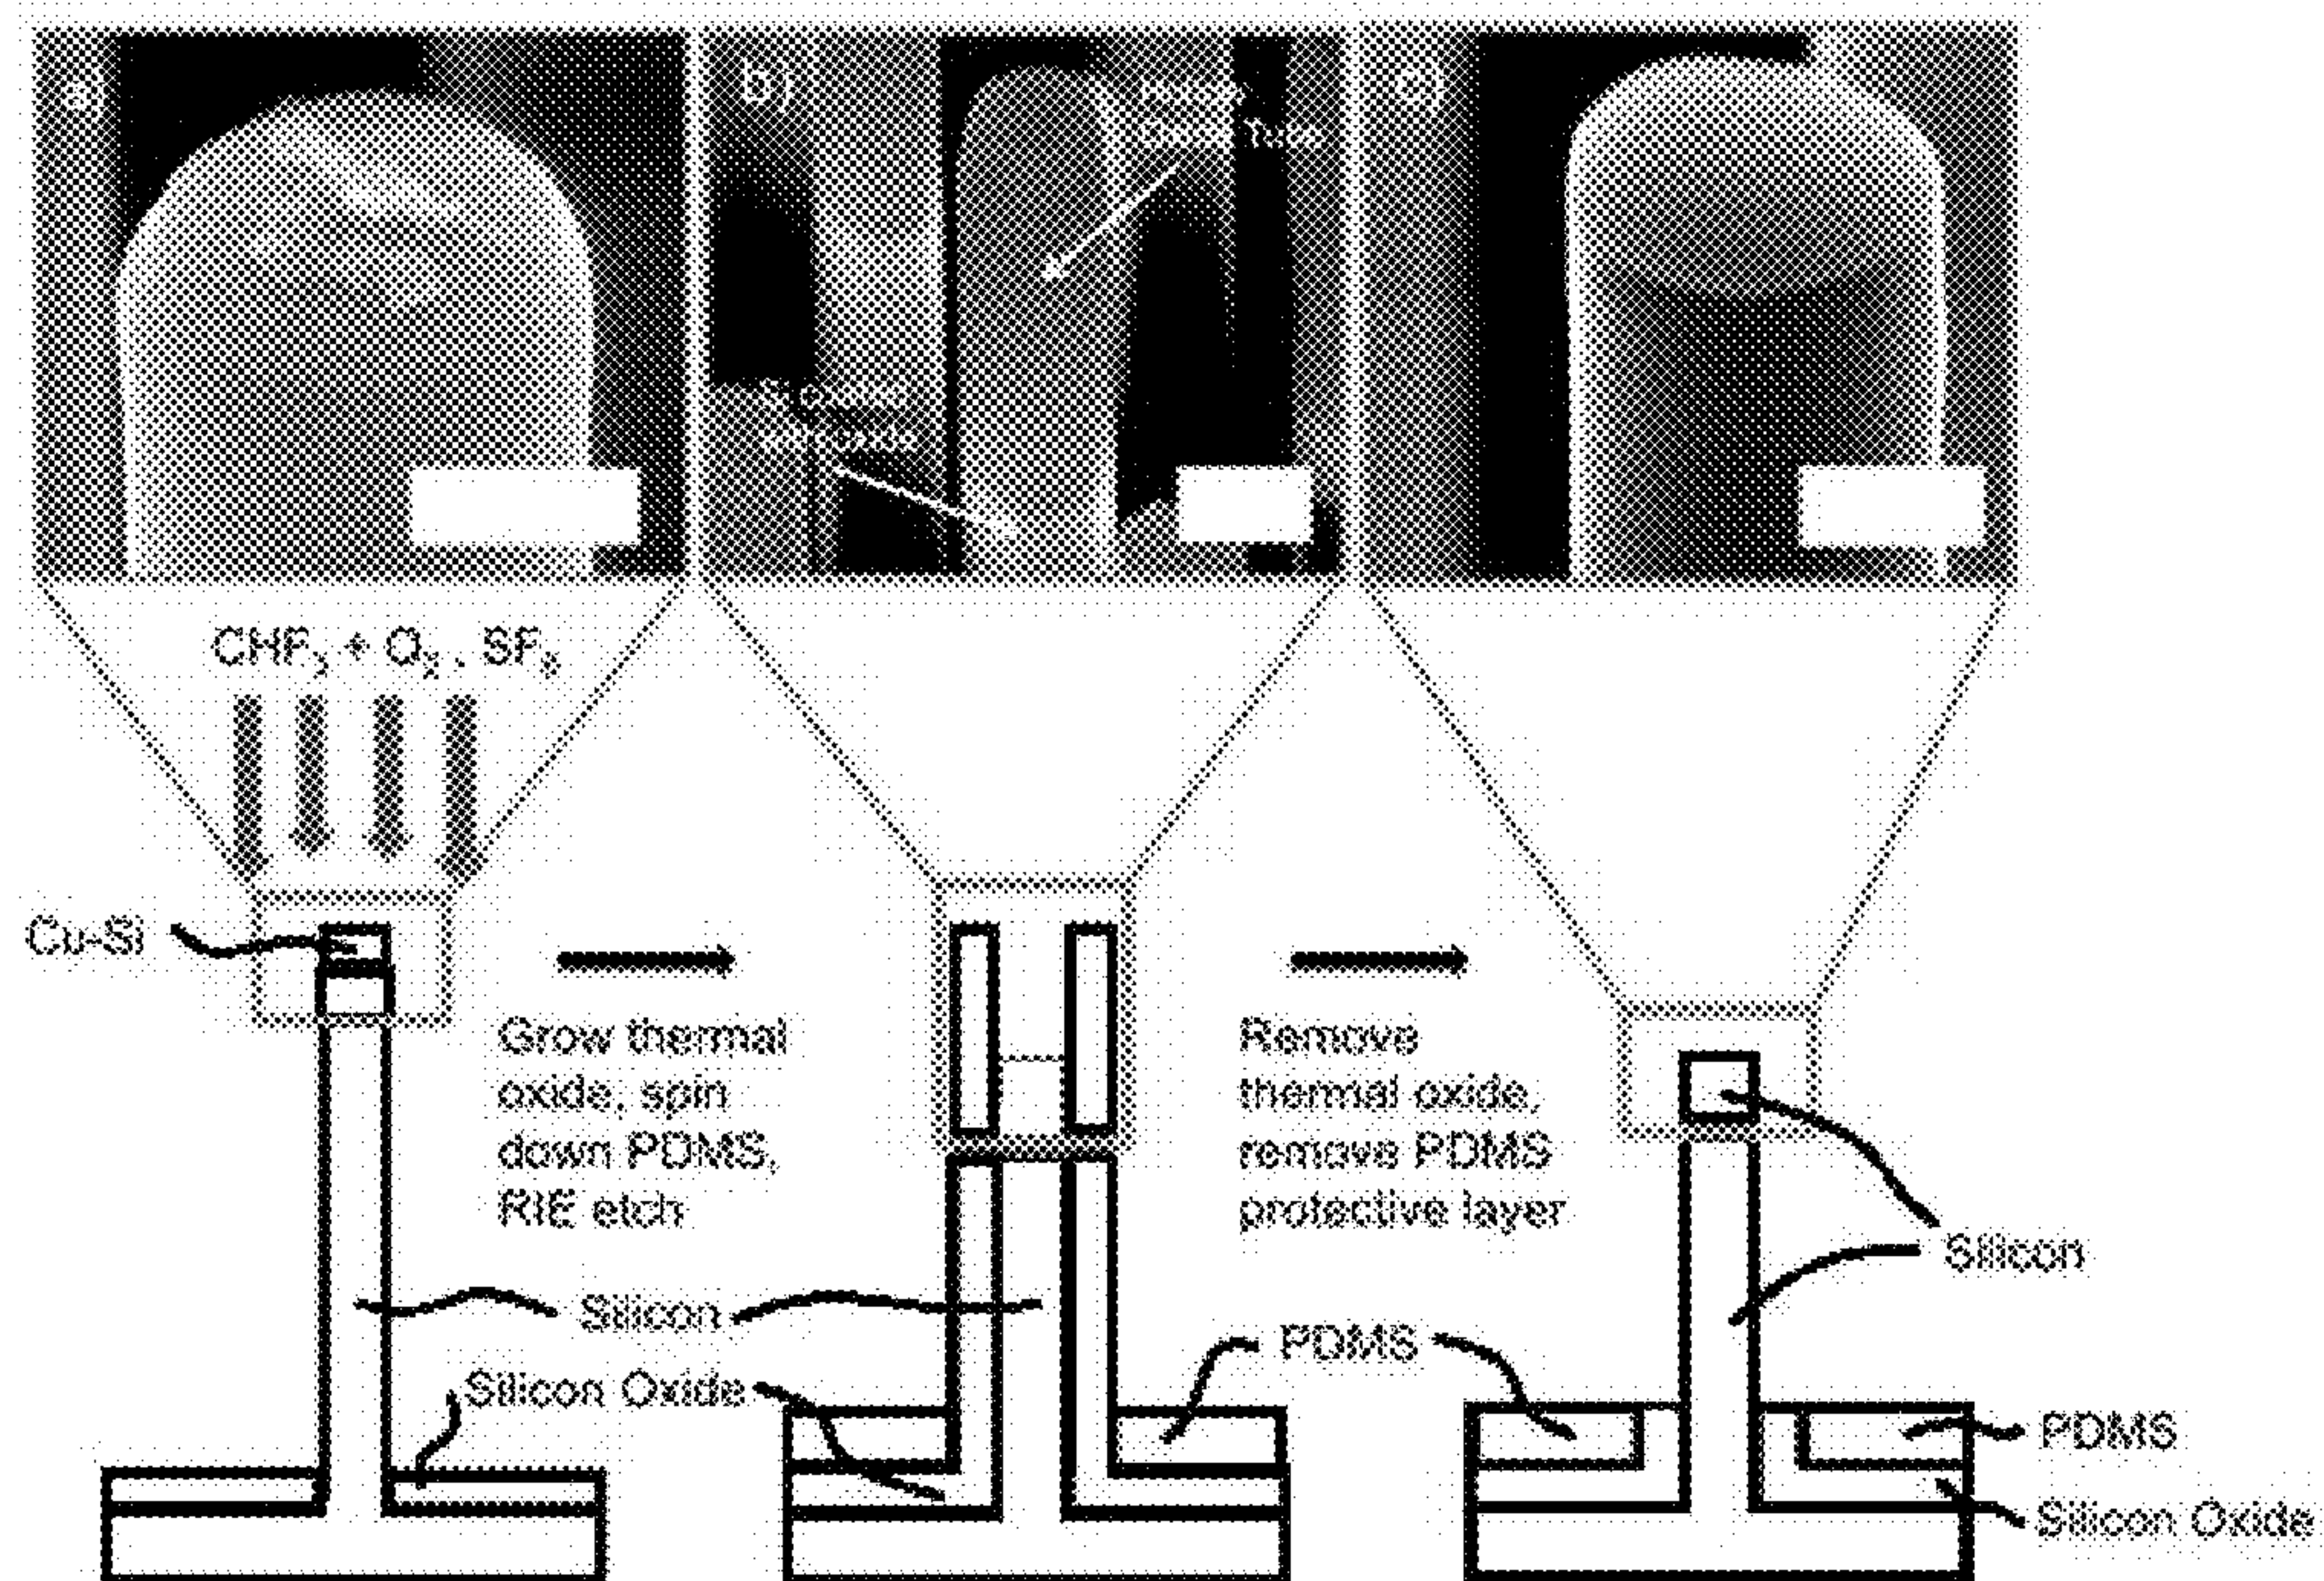 a)
b)
c)
Tube
CHF₃ + O₂, SF₆
Cu-Si
Grow thermal
oxide, spin
down PDMS,
RIE etch
Remove
thermal oxide,
remove PDMS
protective layer
Silicon
Silicon
PDMS
Silicon Oxide
PDMS
Silicon Oxide